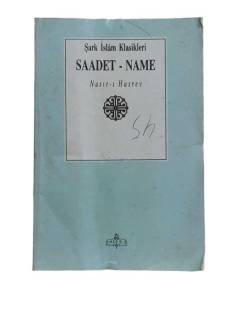 Şark İslâm Klasikleri
SAADET - NAME
Nasır-ı Husrev